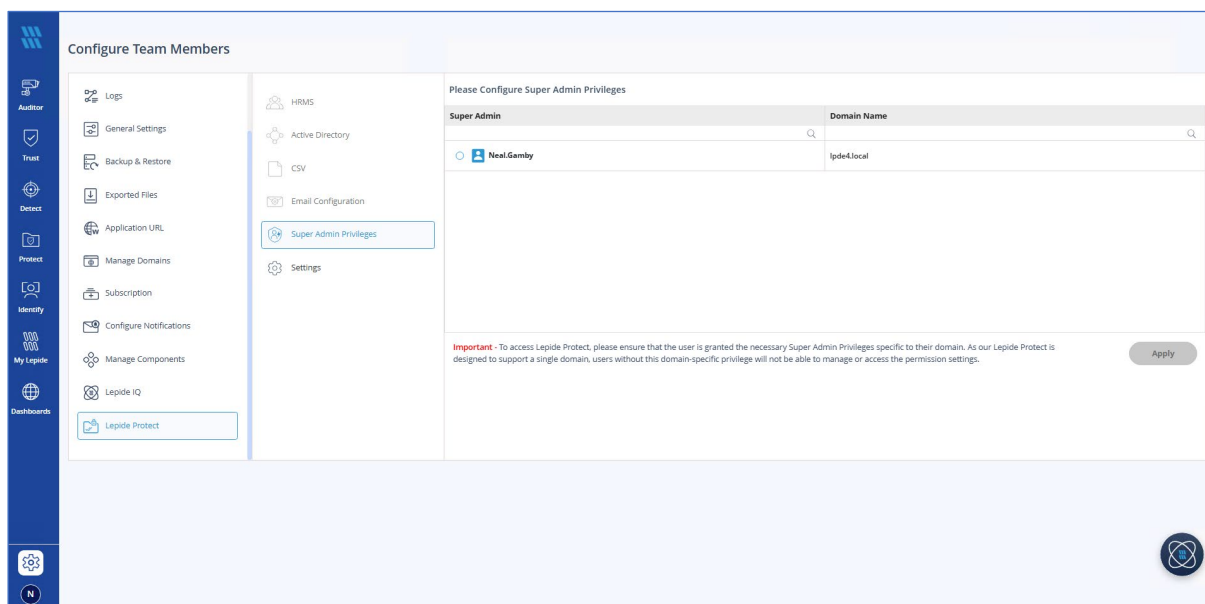 Configure Team Members
Auditor
Trust
Detect
Protect
Identify
My Lepide
Dashboards
N
Logs
General Settings
Backup & Restore
Exported Files
Application URL
Manage Domains
Subscription
Configure Notifications
Manage Components
Lepide IQ
Lepide Protect
HRMS
Active Directory
CSV
Email Configuration
Super Admin Privileges
Settings
Please Configure Super Admin Privileges
Super Admin Domain Name
Neal.Gamby lpde4.local
Important - To access Lepide Protect, please ensure that the user is granted the necessary Super Admin Privileges specific to their domain. As our Lepide Protect is
designed to support a single domain, users without this domain-specific privilege will not be able to manage or access the permission settings.
Apply